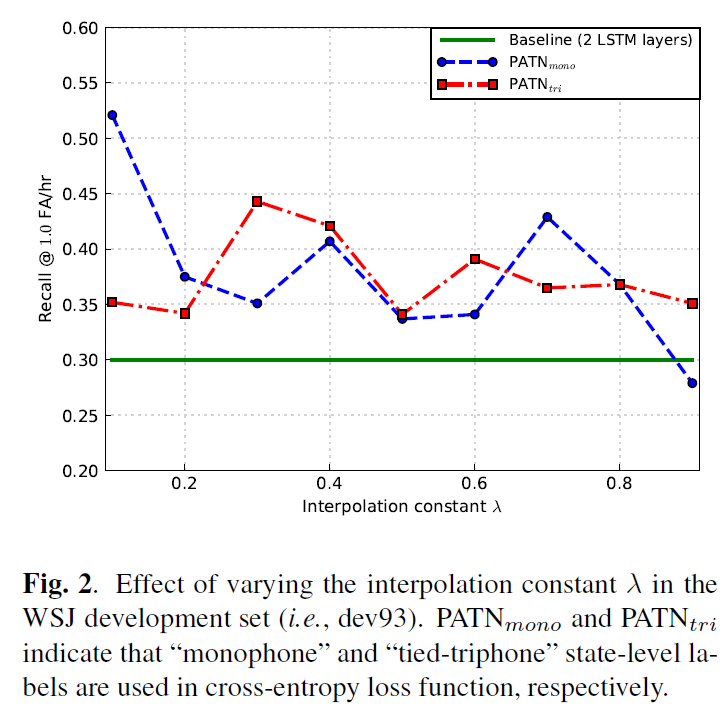 0.60
0.55
0.50
0.45
0.40
0.35
0.30
0.25
0.20
Recall @ 1.0 FA/hr
Baseline (2 LSTM layers)
PATN_mono
PATN_tri
0.2 0.4 0.6 0.8
Interpolation constant λ
Fig. 2. Effect of varying the interpolation constant λ in the
WSJ development set (i.e., dev93). PATN_mono and PATN_tri
indicate that “monophone” and “tied-triphone” state-level la-
bels are used in cross-entropy loss function, respectively.